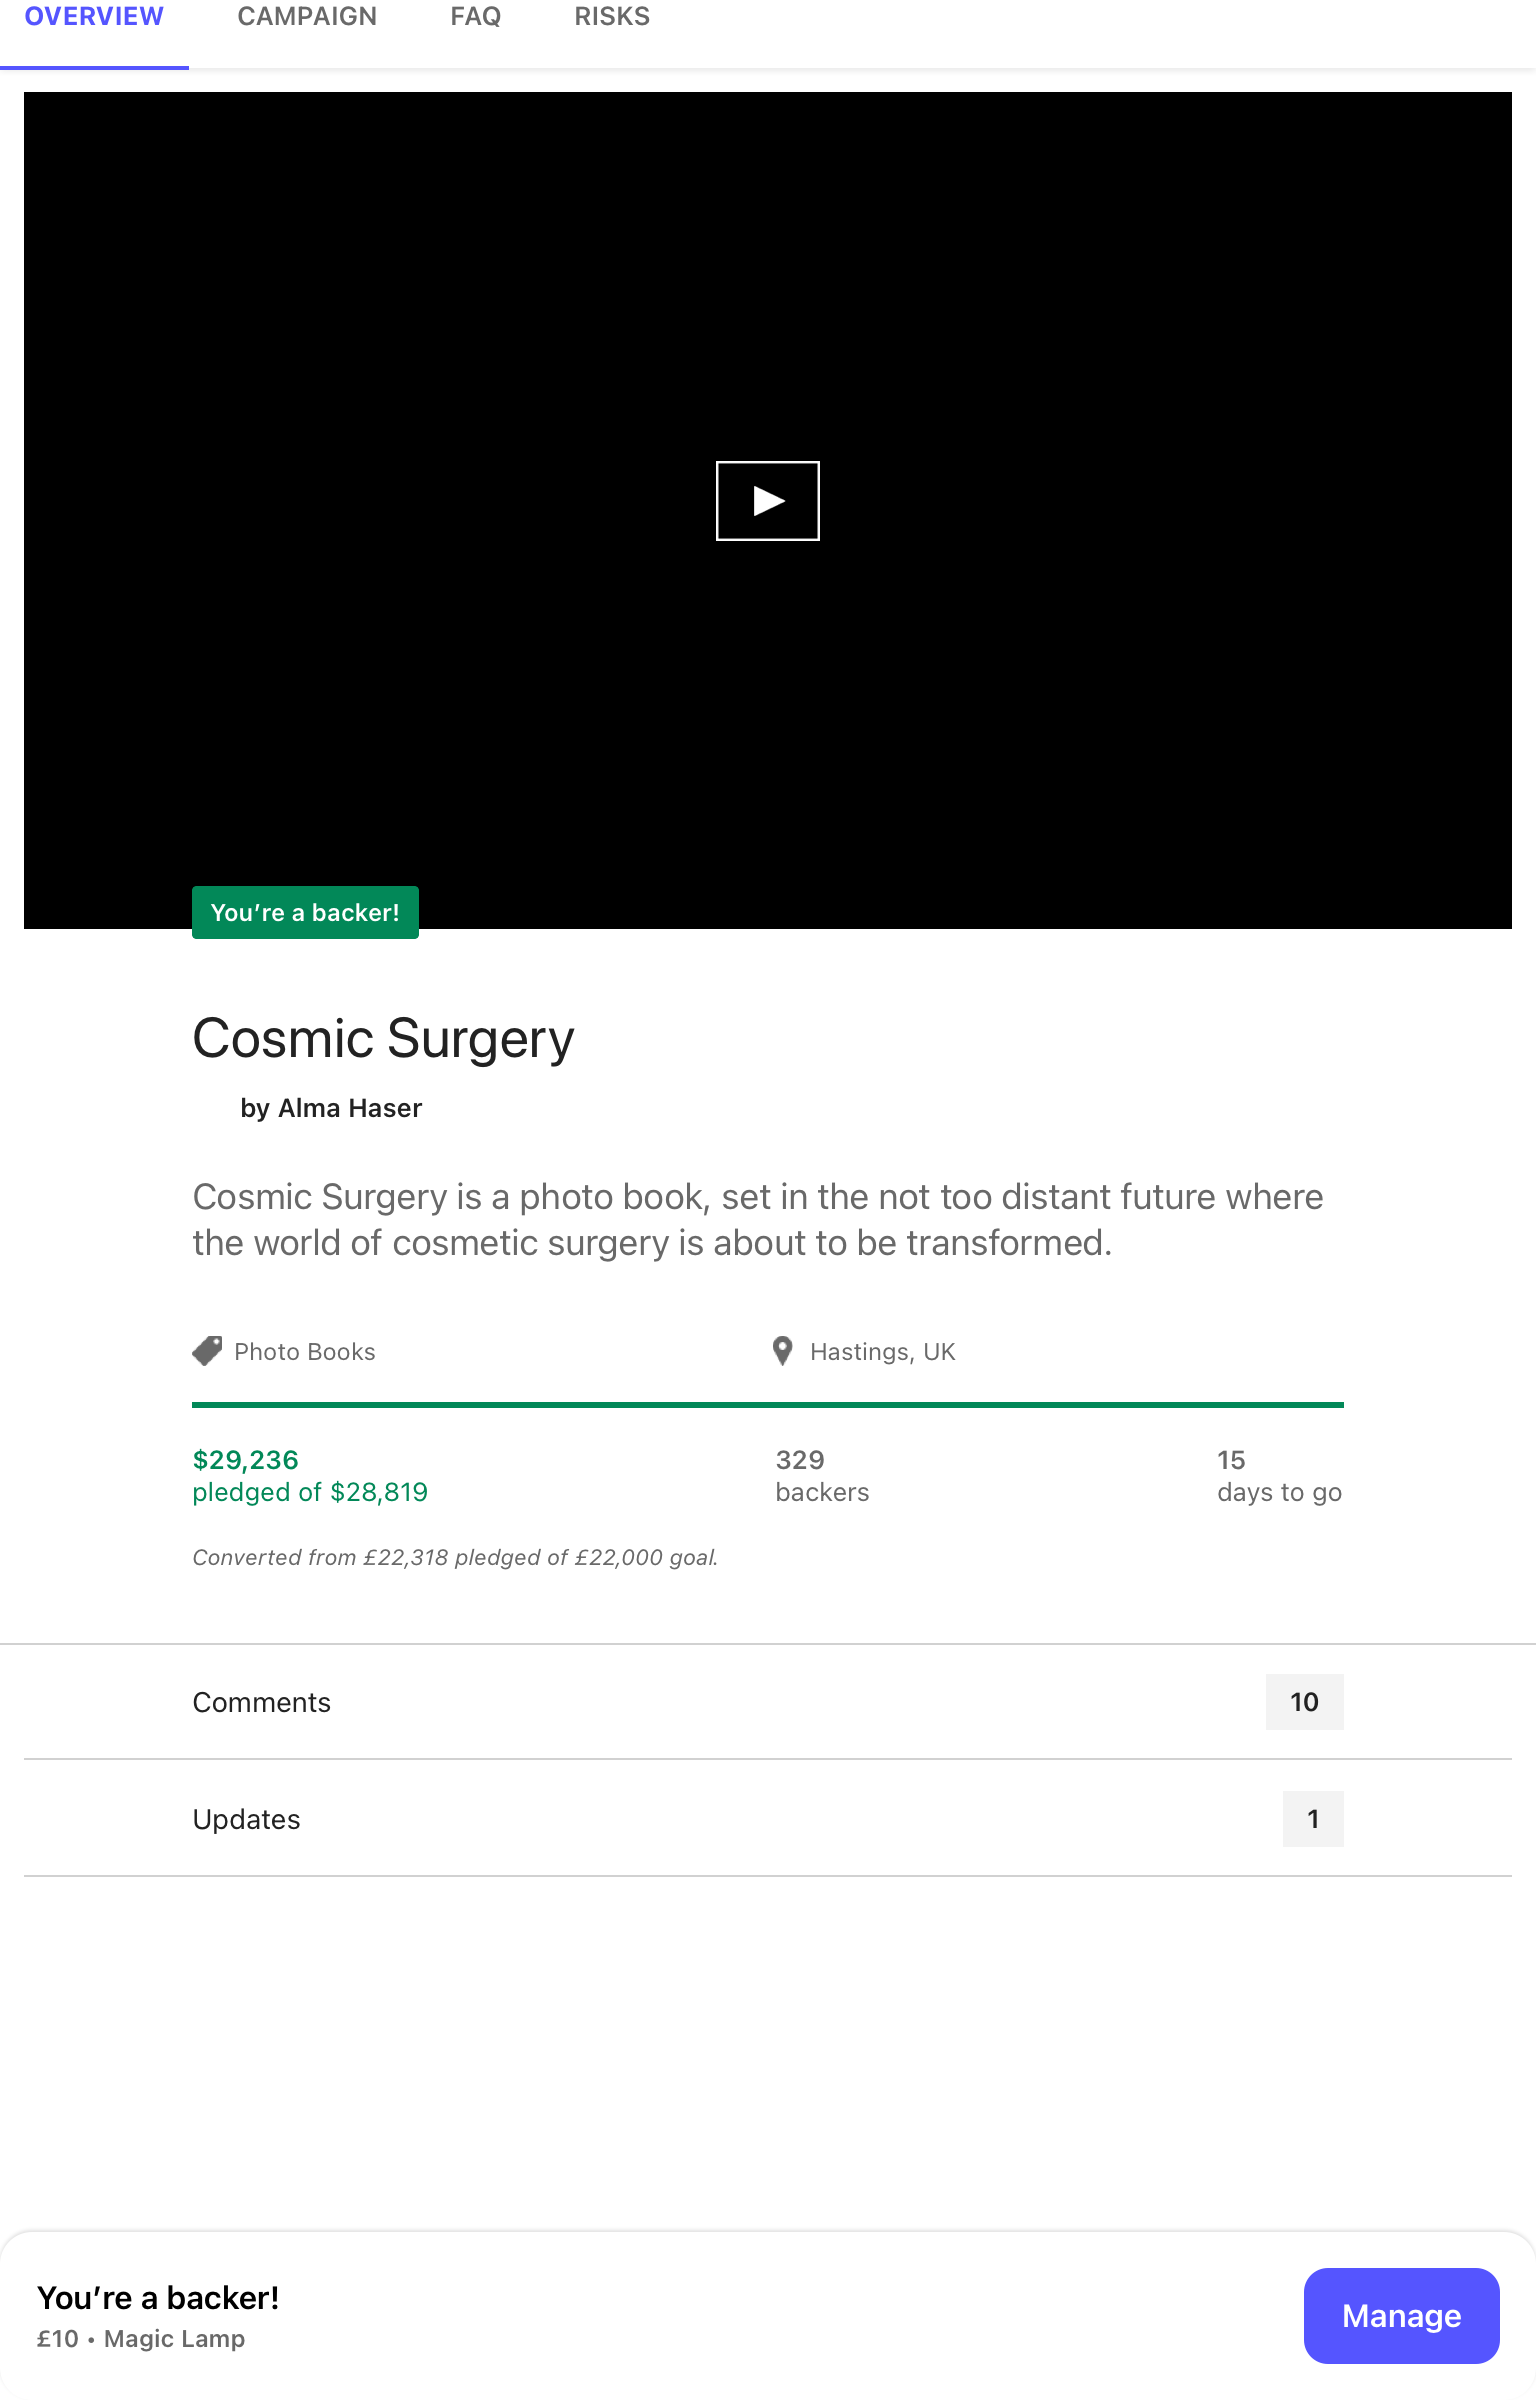 OVERVIEW CAMPAIGN FAQ RISKS
You’re a backer!
Cosmic Surgery
by Alma Haser
Cosmic Surgery is a photo book, set in the not too distant future where
the world of cosmetic surgery is about to be transformed.
Photo Books Hastings, UK
$29,236 329 15
pledged of $28,819 backers days to go
Converted from £22,318 pledged of £22,000 goal.
Comments 10
Updates 1
You’re a backer!
£10 • Magic Lamp
Manage